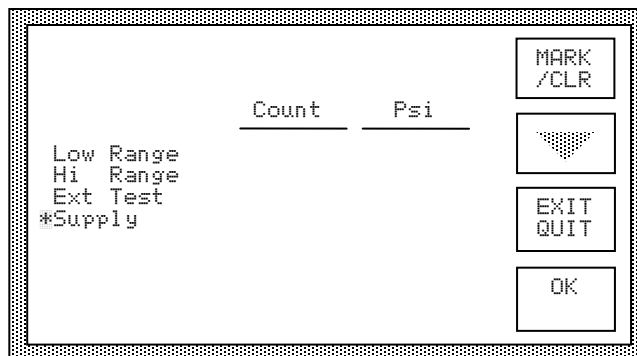 MARK
/CLR
Count Psi
Low Range
Hi Range
Ext Test
*Supply
EXIT
QUIT
OK